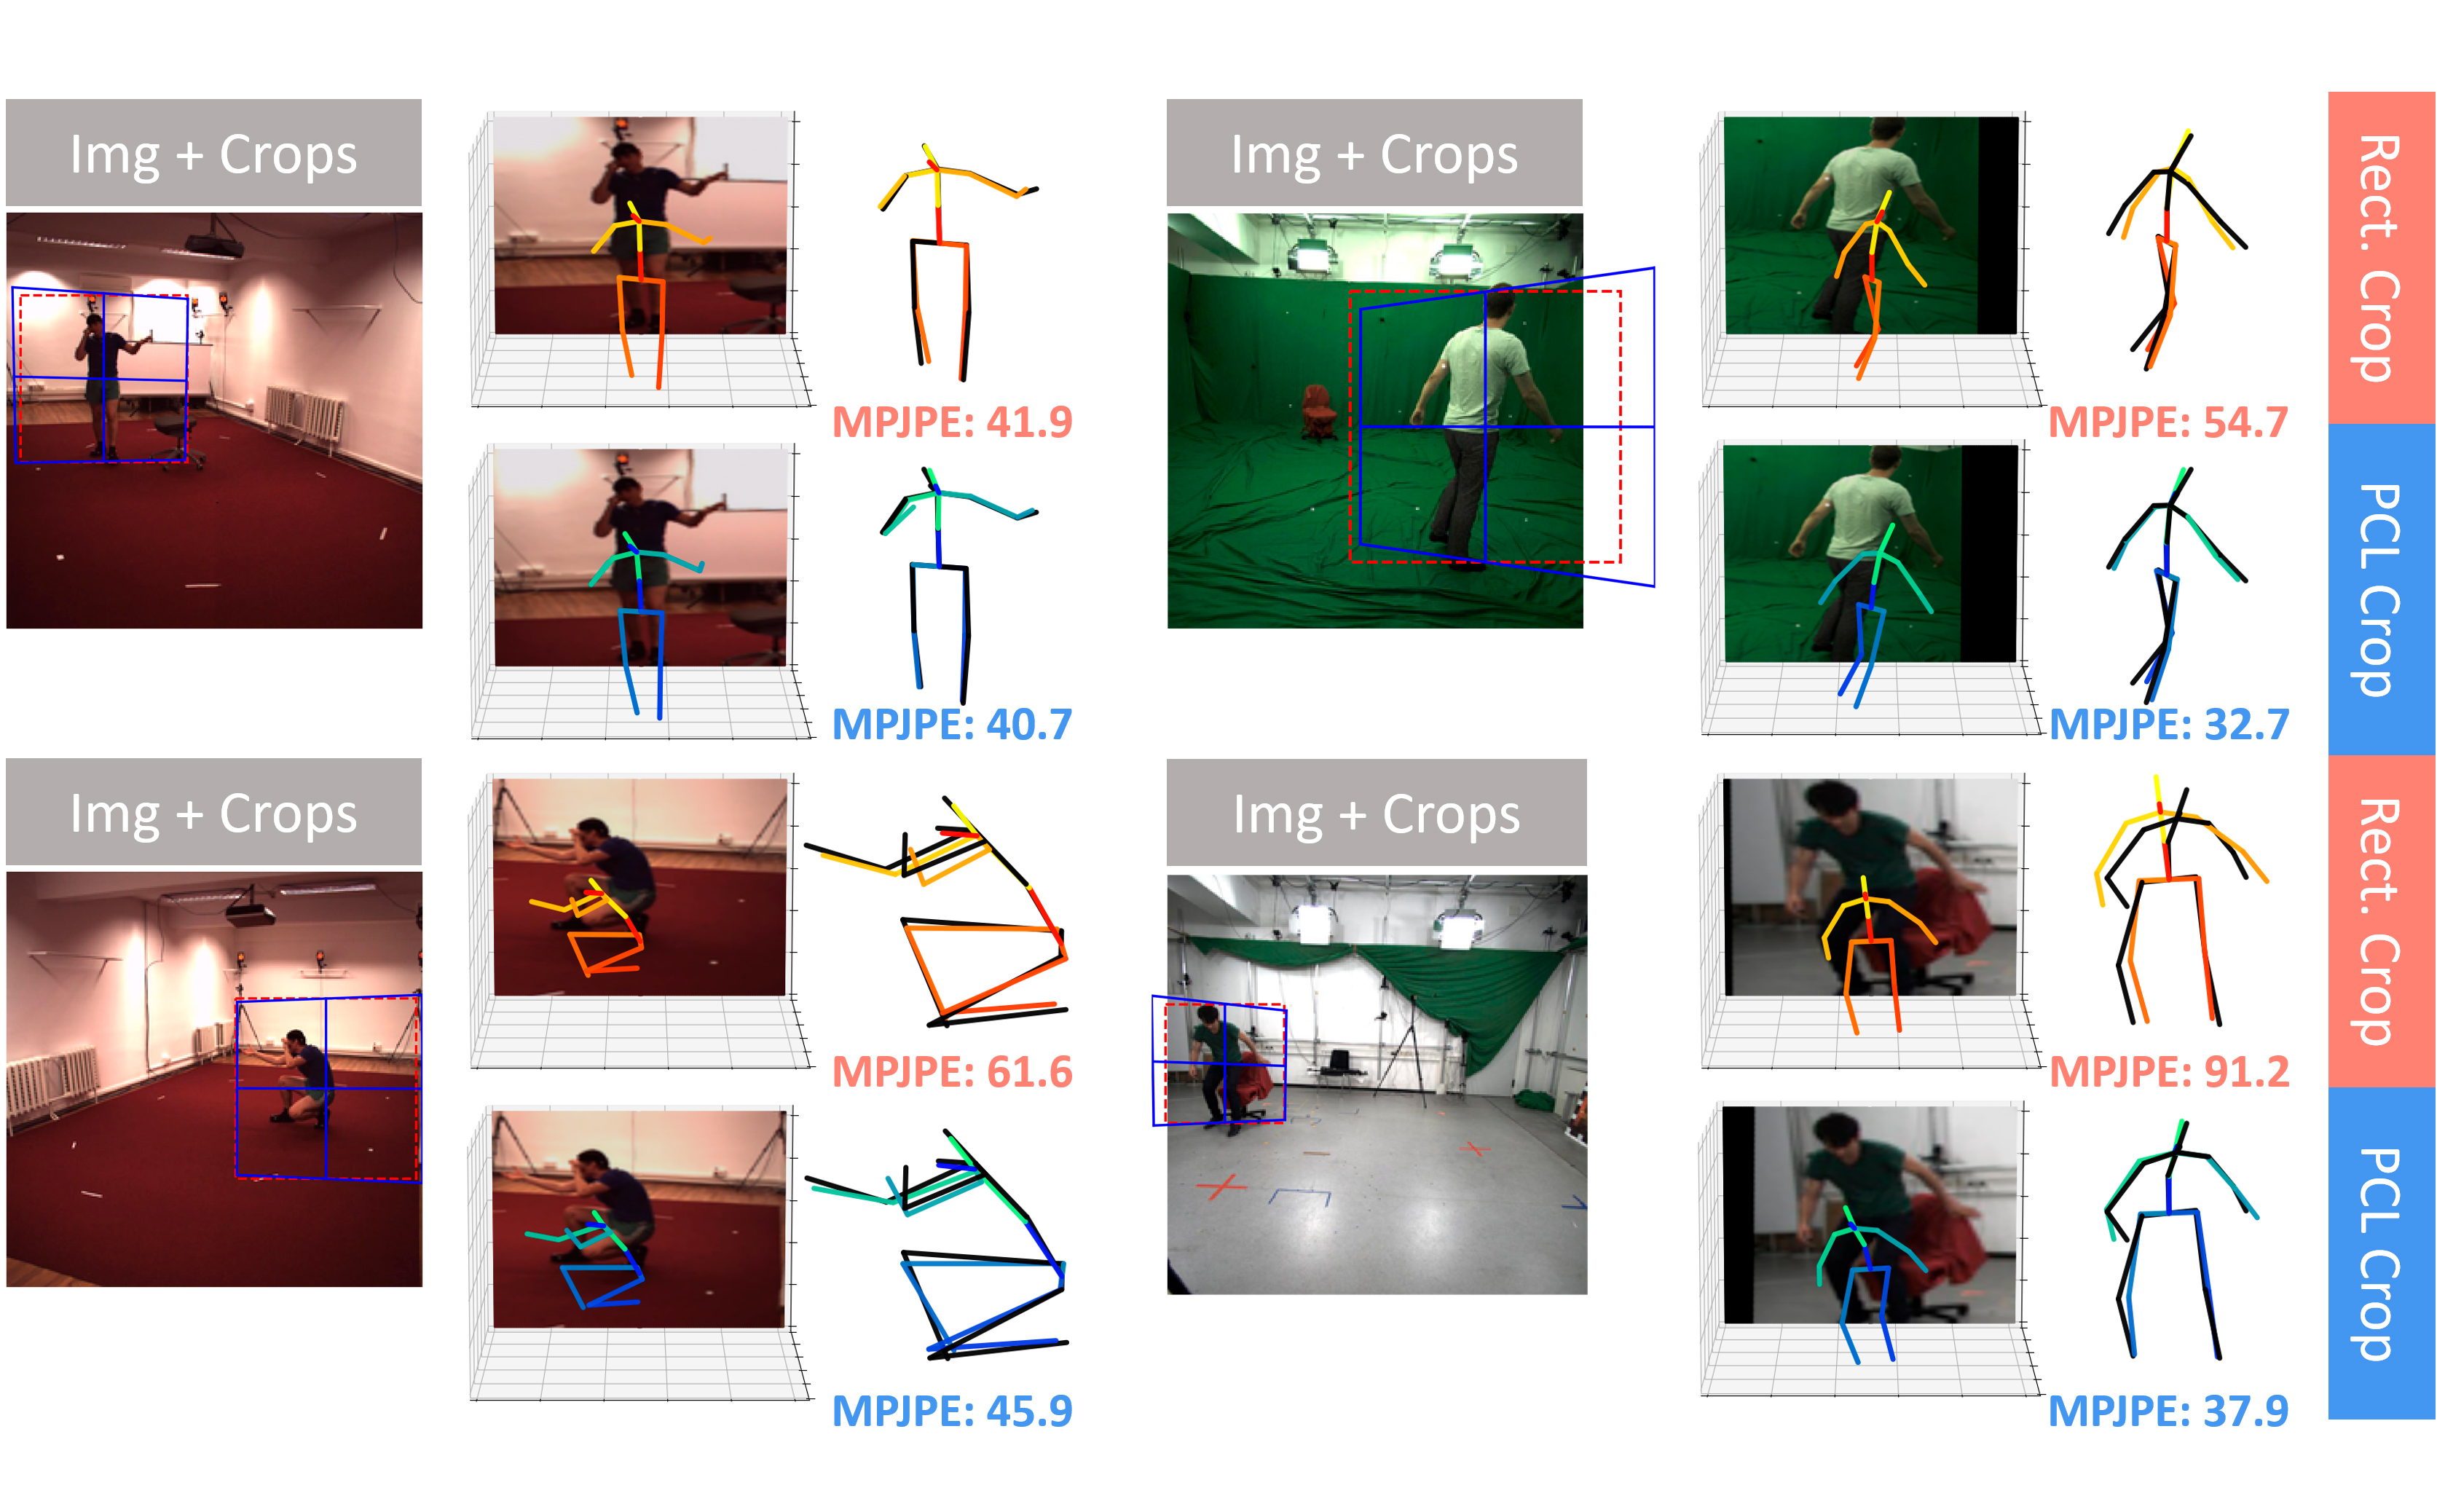 Img + Crops
MPJPE: 41.9
MPJPE: 40.7
Img + Crops
MPJPE: 54.7
MPJPE: 32.7
Rect. Crop
PCL Crop
Img + Crops
MPJPE: 61.6
MPJPE: 45.9
Img + Crops
MPJPE: 91.2
MPJPE: 37.9
Rect. Crop
PCL Crop